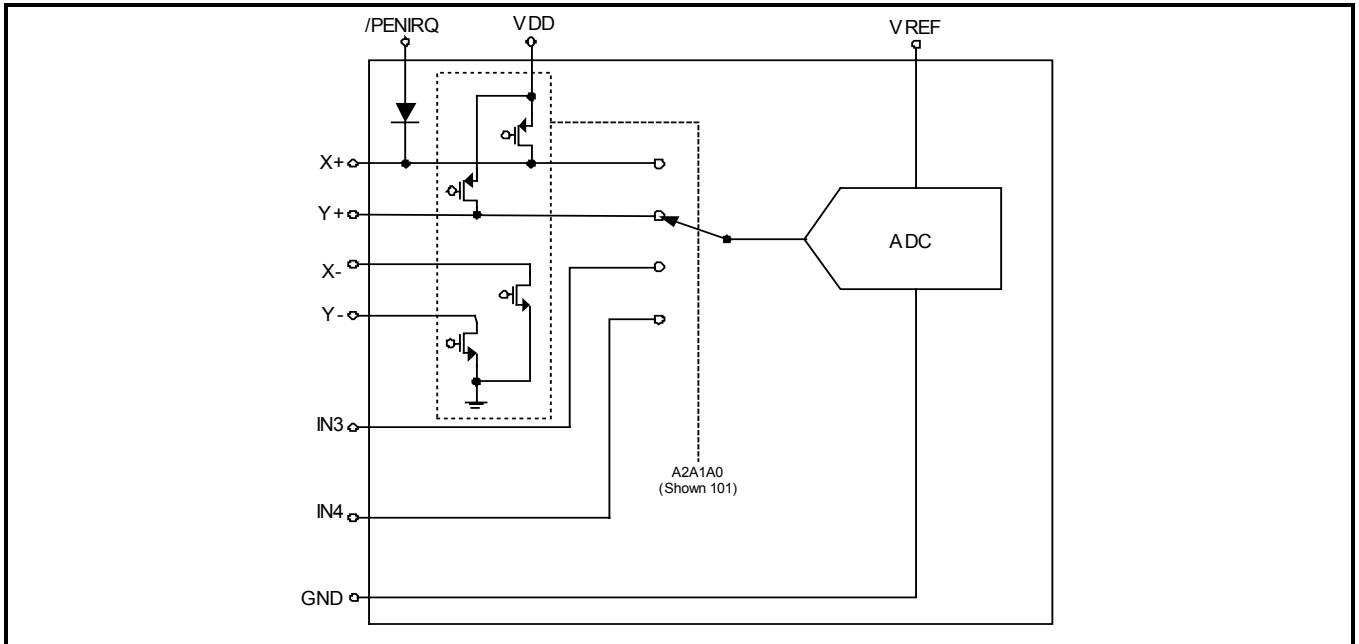 /PENIRQ
VDD
VREF
X+
Y+
ADC
X-
Y-
IN3
A2A1A0
(Shown 101)
IN4
GND